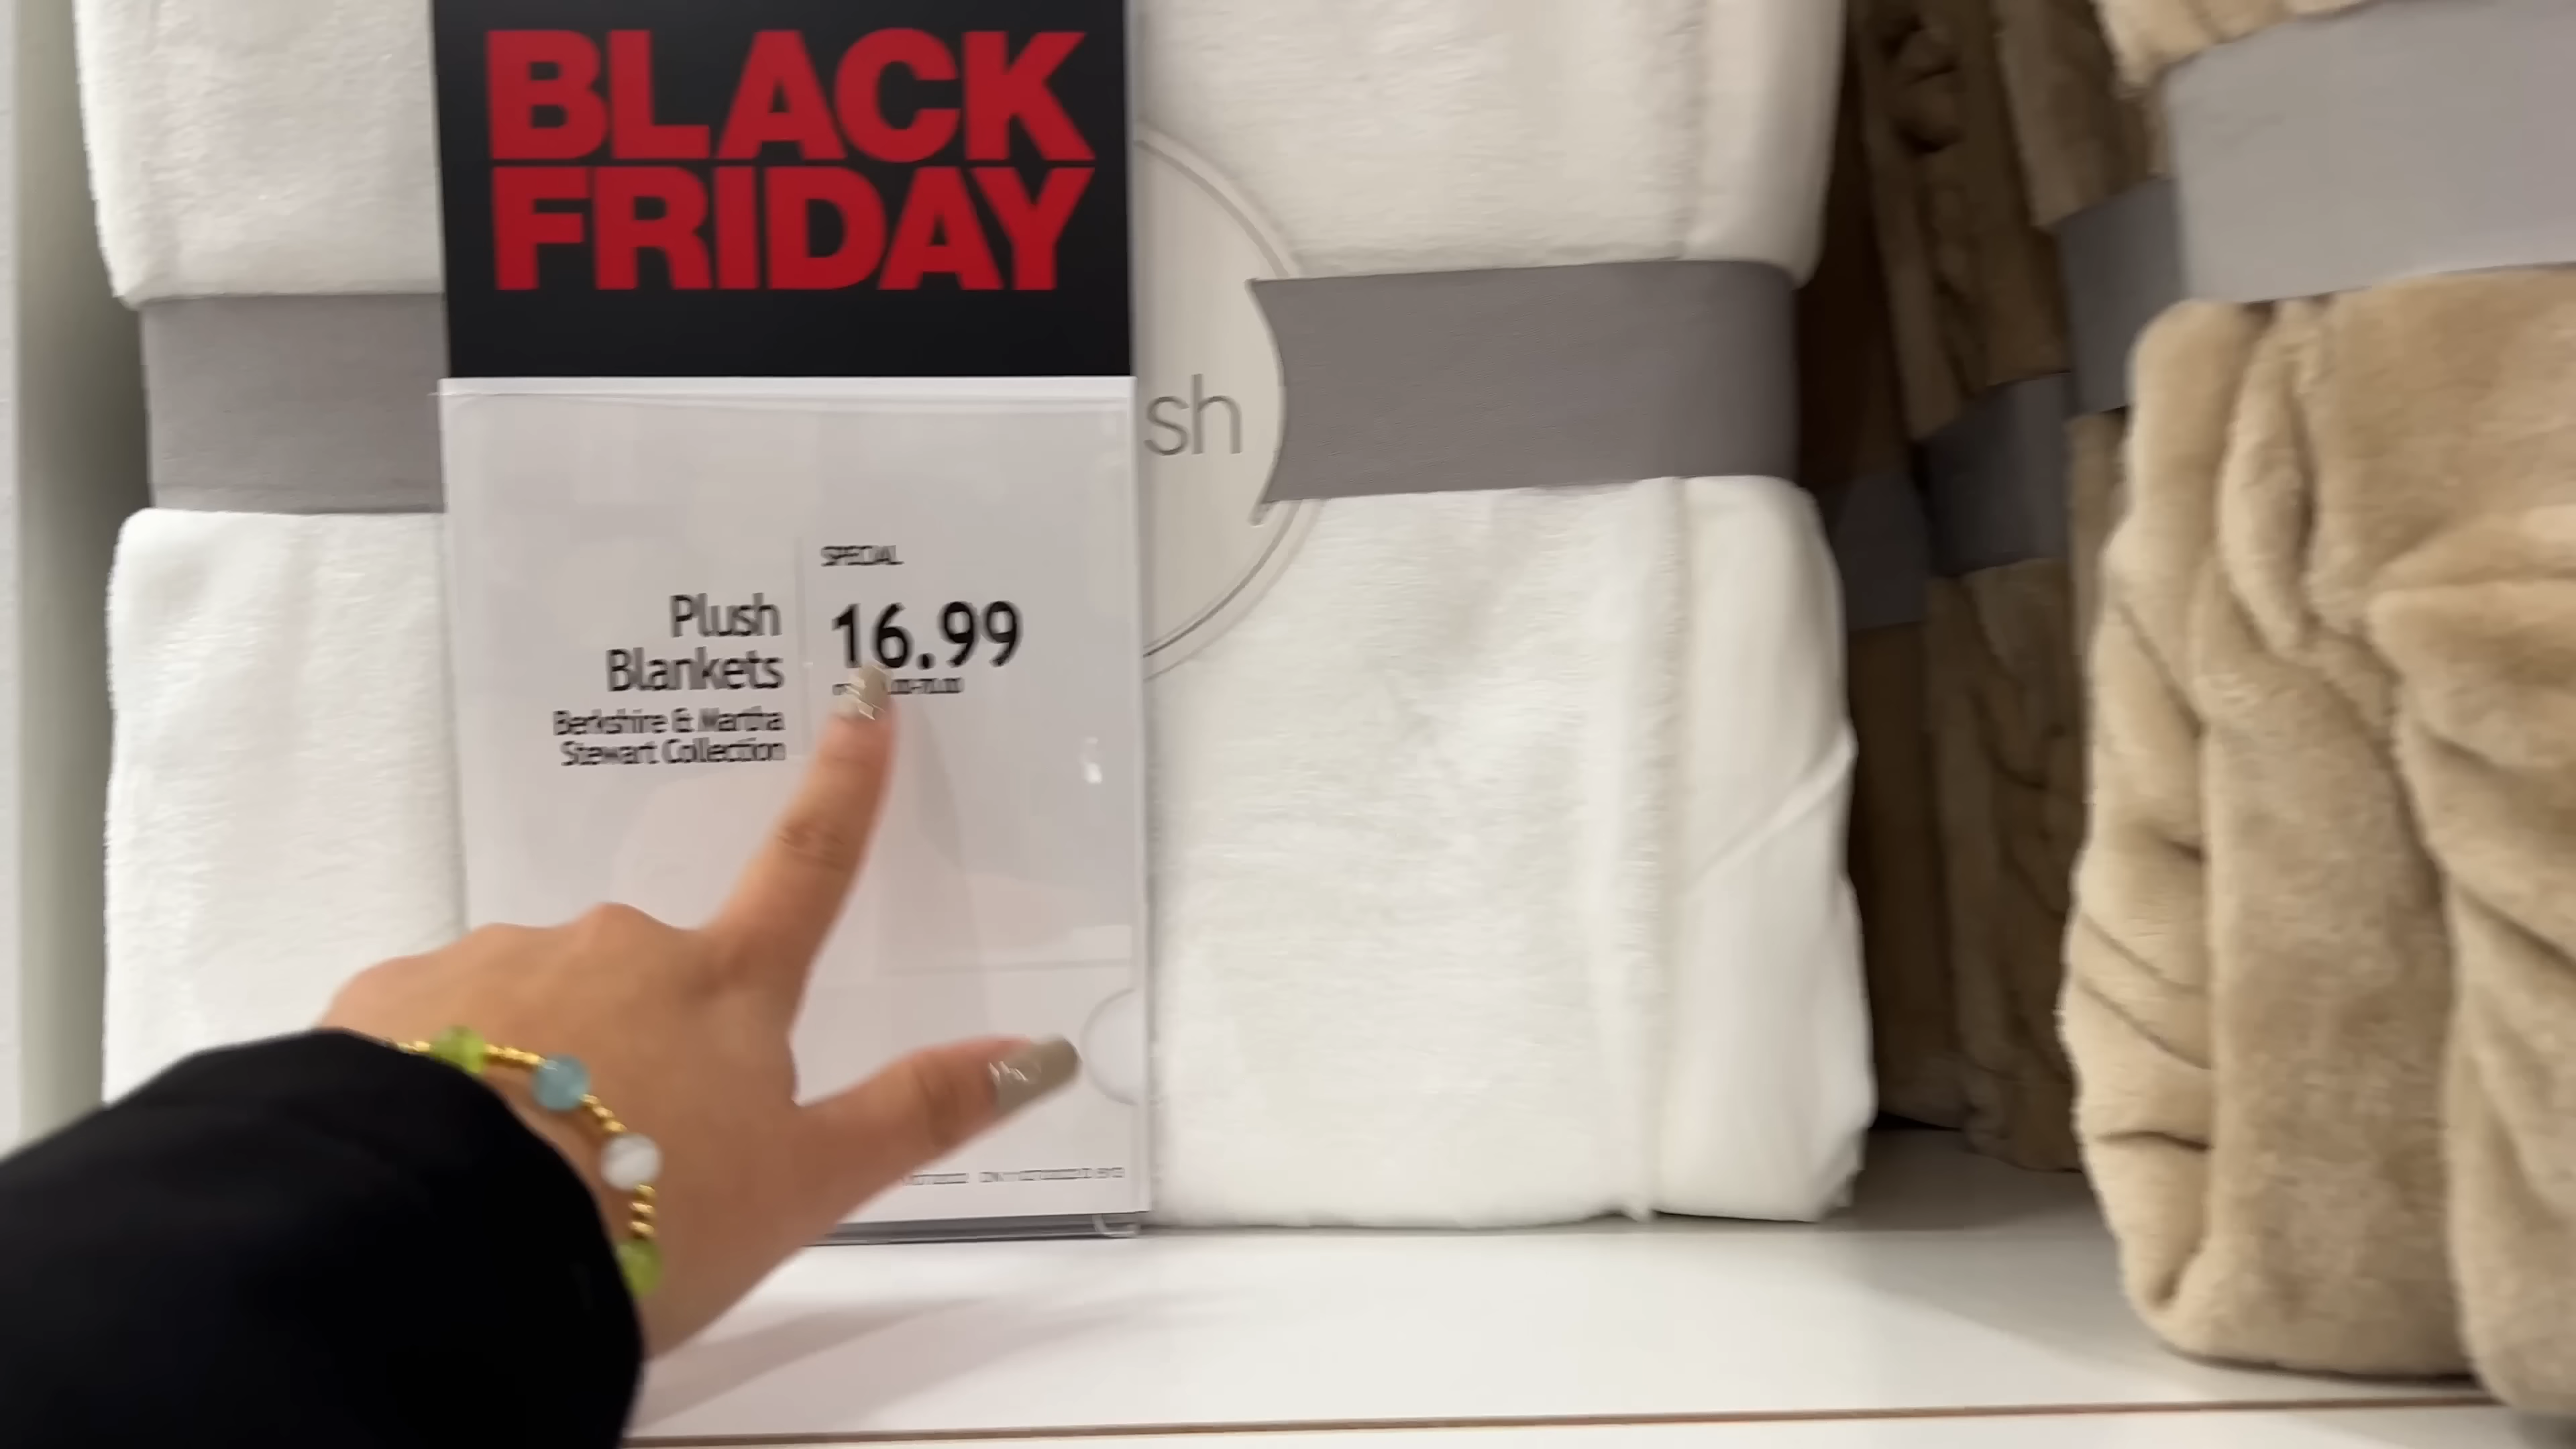 BLACK
FRIDAY
sh
SPECIAL
16.99
Plush
Blankets
Berkshire & Martha
Stewart Collection